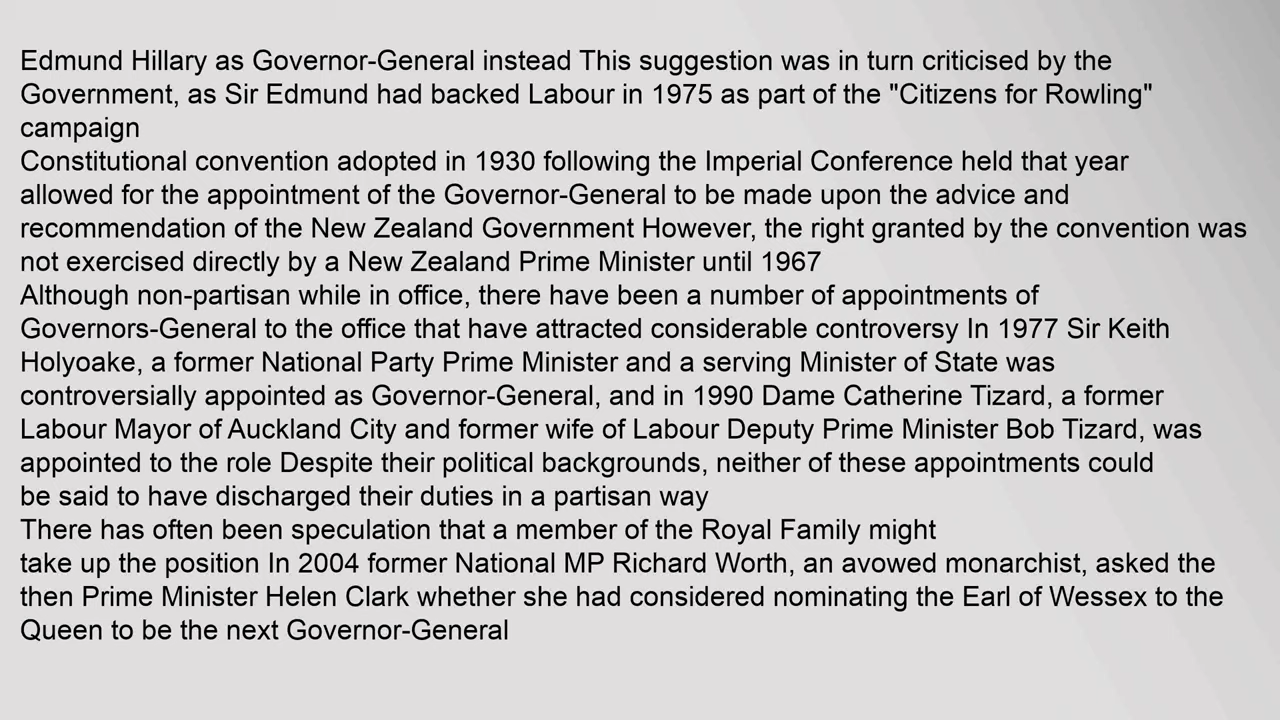 Edmund Hillary as Governor-General instead This suggestion was in turn criticised by the
Government, as Sir Edmund had backed Labour in 1975 as part of the "Citizens for Rowling"
campaign
Constitutional convention adopted in 1930 following the Imperial Conference held that year
allowed for the appointment of the Governor-General to be made upon the advice and
recommendation of the New Zealand Government However, the right granted by the convention was
not exercised directly by a New Zealand Prime Minister until 1967
Although non-partisan while in office, there have been a number of appointments of
Governors-General to the office that have attracted considerable controversy In 1977 Sir Keith
Holyoake, a former National Party Prime Minister and a serving Minister of State was
controversially appointed as Governor-General, and in 1990 Dame Catherine Tizard, a former
Labour Mayor of Auckland City and former wife of Labour Deputy Prime Minister Bob Tizard, was
appointed to the role Despite their political backgrounds, neither of these appointments could
be said to have discharged their duties in a partisan way
There has often been speculation that a member of the Royal Family might
take up the position In 2004 former National MP Richard Worth, an avowed monarchist, asked the
then Prime Minister Helen Clark whether she had considered nominating the Earl of Wessex to the
Queen to be the next Governor-General